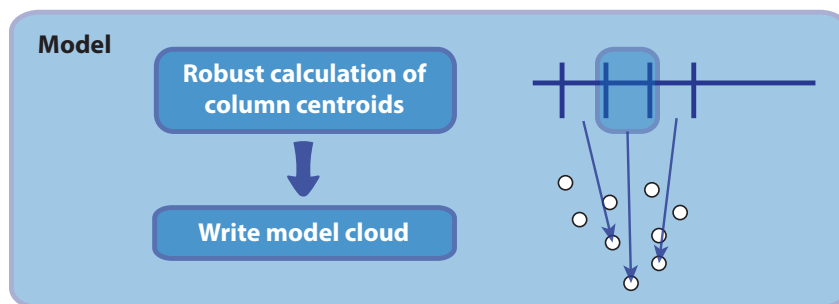 Model
Robust calculation of
column centroids
Write model cloud